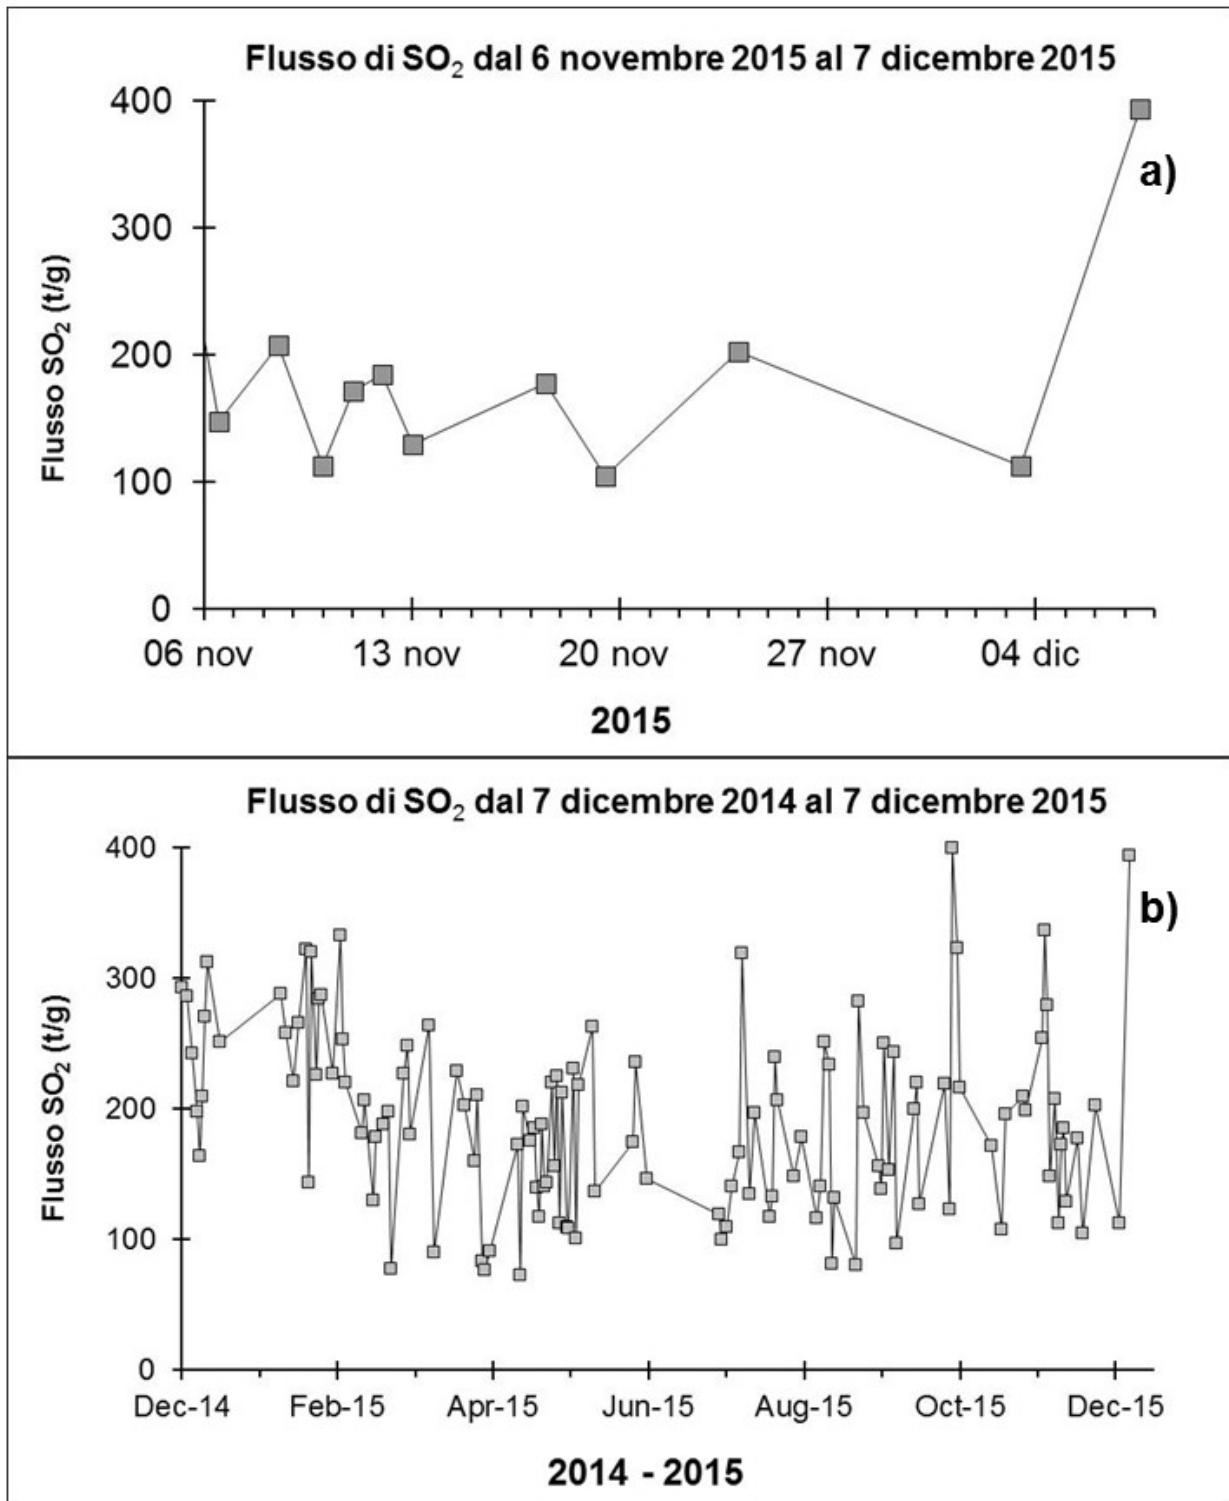 Flusso di SO₂ dal 6 novembre 2015 al 7 dicembre 2015
400
a)
300
Flusso SO₂ (t/g)
200
100
0
06 nov 13 nov 20 nov 27 nov 04 dic
2015
Flusso di SO₂ dal 7 dicembre 2014 al 7 dicembre 2015
400
b)
300
Flusso SO₂ (t/g)
200
100
0
Dec-14 Feb-15 Apr-15 Jun-15 Aug-15 Oct-15 Dec-15
2014 - 2015